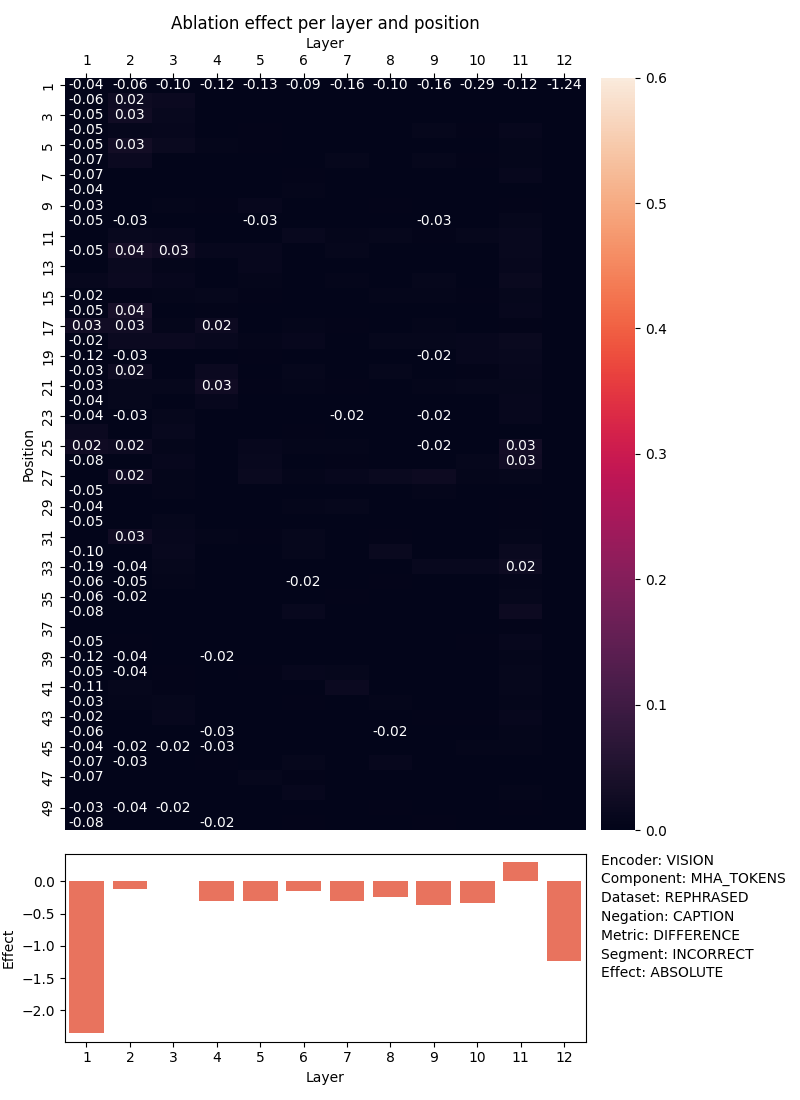 Ablation effect per layer and position
Layer
1 2 3 4 5 6 7 8 9 10 11 12
1 -0.04 -0.06 -0.10 -0.12 -0.13 -0.09 -0.16 -0.10 -0.16 -0.29 -0.12 -1.24
-0.06 0.02
3 -0.05 0.03
-0.05
5 -0.05 0.03
-0.07
7 -0.07
-0.04
9 -0.03
-0.05 -0.03 -0.03 -0.03
11
-0.05 0.04 0.03
13
15 -0.02
-0.05 0.04
17 0.03 0.03 0.02
-0.02
19 -0.12 -0.03 -0.02
-0.03 0.02
21 -0.03 0.03
-0.04
23 -0.04 -0.03 -0.02 -0.02
25 0.02 0.02 -0.02 0.03
-0.08 0.03
27 0.02
-0.05
29 -0.04
-0.05
31 0.03
-0.10
33 -0.19 -0.04 0.02
-0.06 -0.05 -0.02
35 -0.06 -0.02
-0.08
37
-0.05
39 -0.12 -0.04 -0.02
-0.05 -0.04
41 -0.11
-0.03
43 -0.02
-0.06 -0.03 -0.02
45 -0.04 -0.02 -0.02 -0.03
-0.07 -0.03
47 -0.07
49 -0.03 -0.04 -0.02
-0.08 -0.02
Position
0.6
0.5
0.4
0.3
0.2
0.1
0.0
0.0
-0.5
-1.0
-1.5
-2.0
Effect
1 2 3 4 5 6 7 8 9 10 11 12
Layer
Encoder: VISION
Component: MHA_TOKENS
Dataset: REPHRASED
Negation: CAPTION
Metric: DIFFERENCE
Segment: INCORRECT
Effect: ABSOLUTE